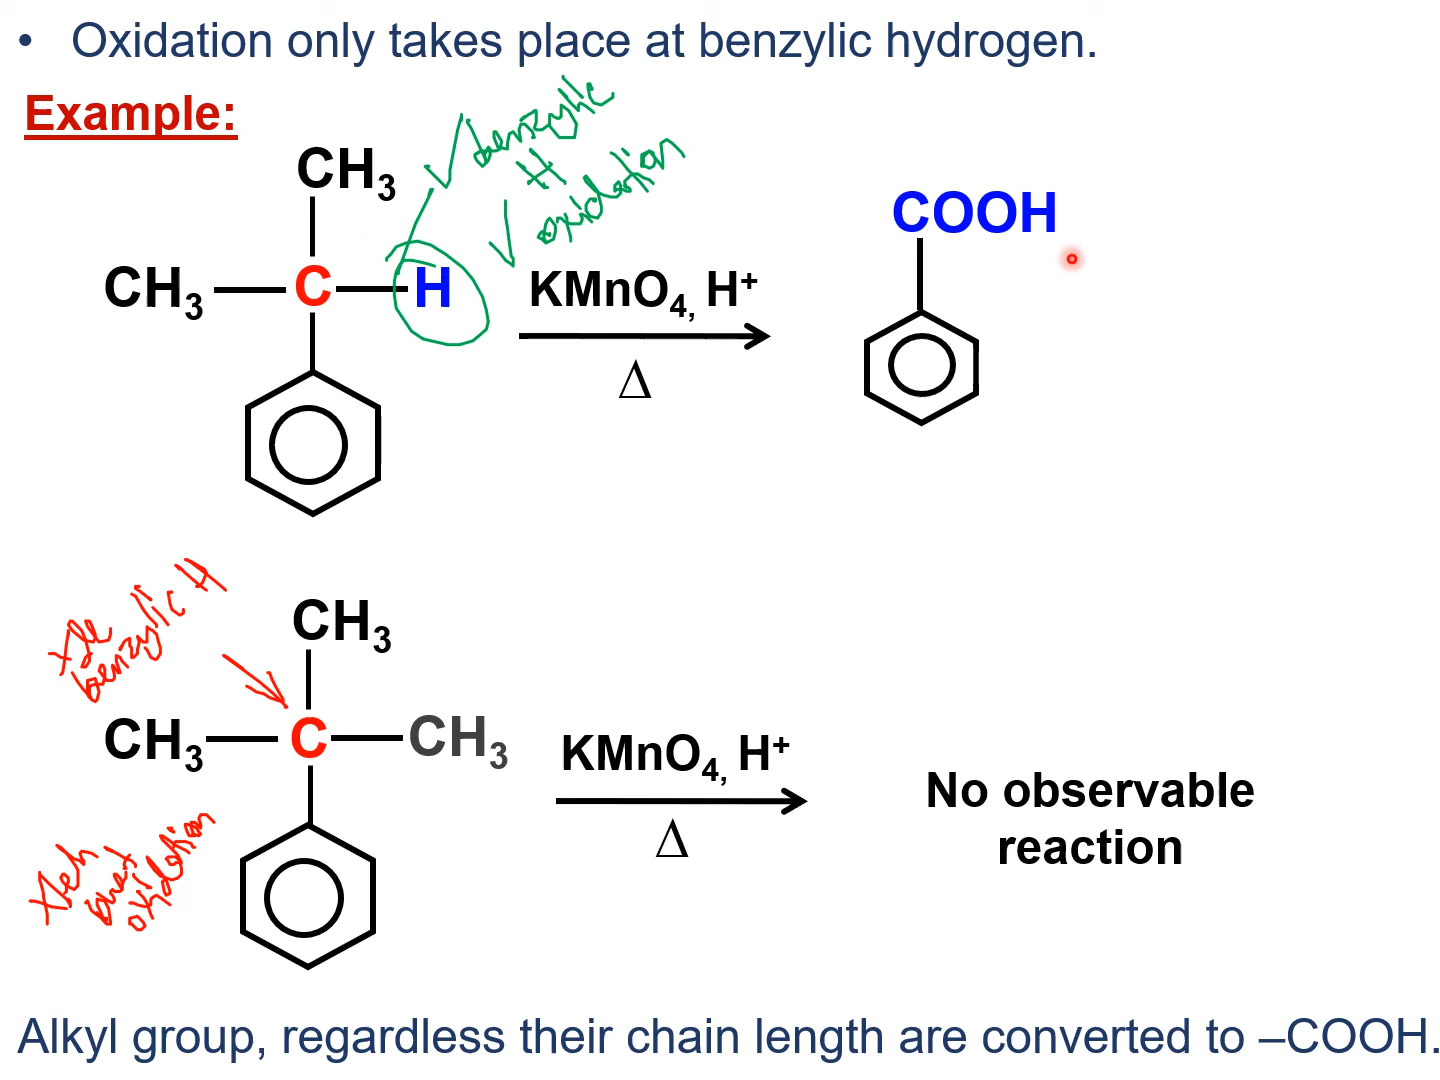 • Oxidation only takes place at benzylic hydrogen.
Example:
CH3
✓ benzylic
H
✓ oxidation
CH3 C H
KMnO4, H+
Δ
COOH
benzylic H
CH3
CH3 C CH3
KMnO4, H+
Δ
No observable
reaction
oxidation
Alkyl group, regardless their chain length are converted to –COOH.